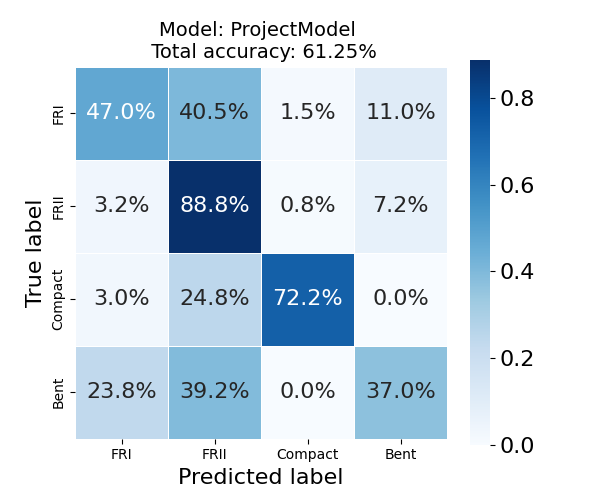 Model: ProjectModel
Total accuracy: 61.25%
True label
FRI
47.0% 40.5% 1.5% 11.0%
FRII
3.2% 88.8% 0.8% 7.2%
Compact
3.0% 24.8% 72.2% 0.0%
Bent
23.8% 39.2% 0.0% 37.0%
FRI FRII Compact Bent
Predicted label
0.8
0.6
0.4
0.2
0.0